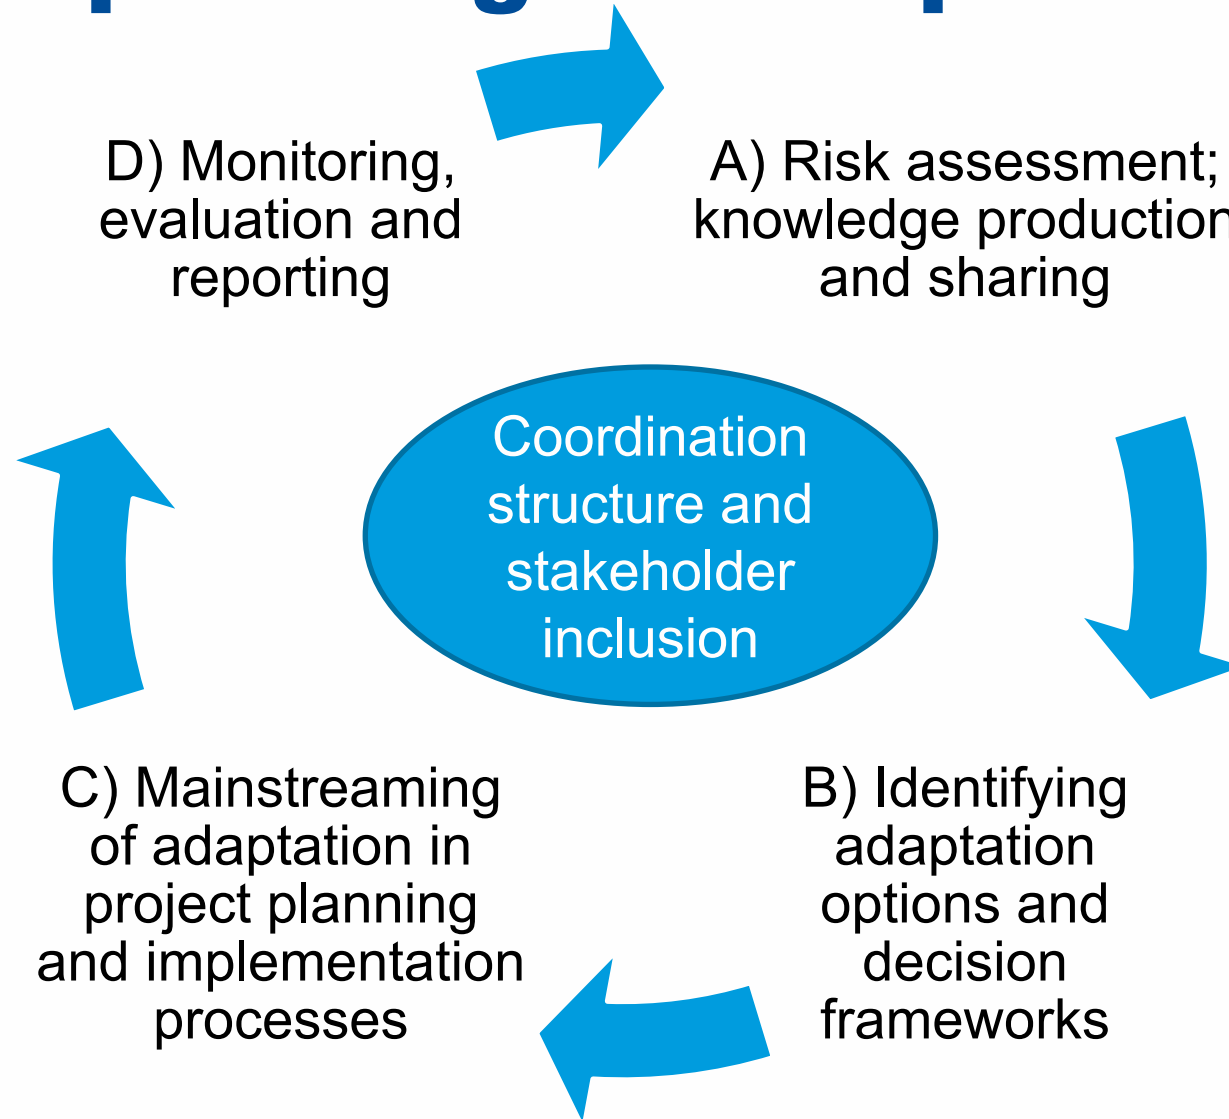 D) Monitoring,
evaluation and
reporting
A) Risk assessment;
knowledge production
and sharing
Coordination
structure and
stakeholder
inclusion
C) Mainstreaming
of adaptation in
project planning
and implementation
processes
B) Identifying
adaptation
options and
decision
frameworks